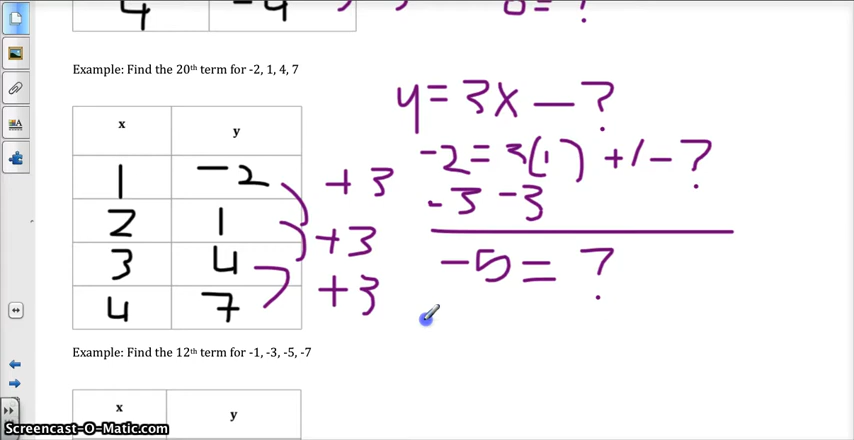 4 -4 0 = ?
Example: Find the 20th term for -2, 1, 4, 7
x y
1 -2 +3
2 1 +3
3 4 +3
4 7
y = 3x - ?
-2 = 3(1) +/- ?
-3 -3
-5 = ?
Example: Find the 12th term for -1, -3, -5, -7
x y
Screencast-O-Matic.com